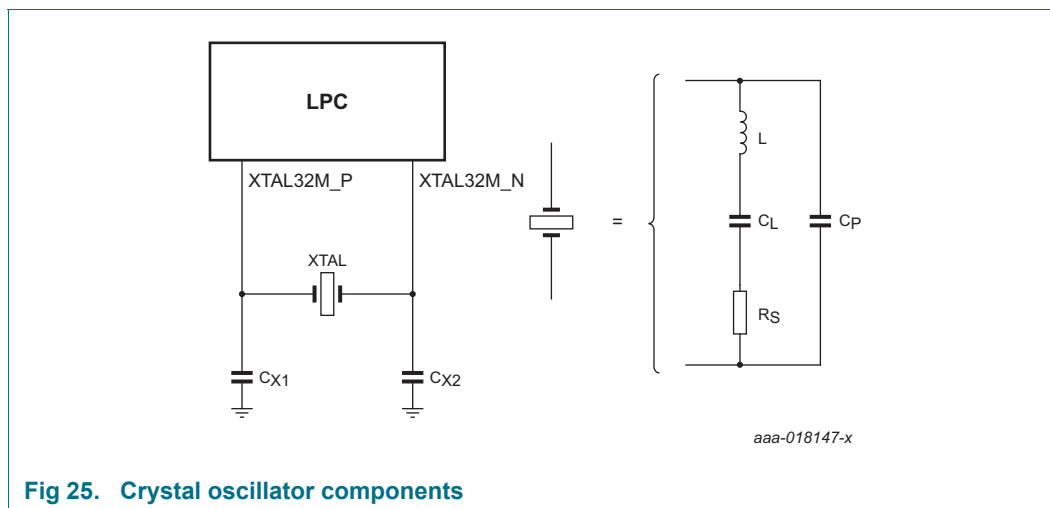 LPC
XTAL32M_P
XTAL32M_N
XTAL
CX1
CX2
=
L
CL
CP
RS
aaa-018147-x
Fig 25. Crystal oscillator components